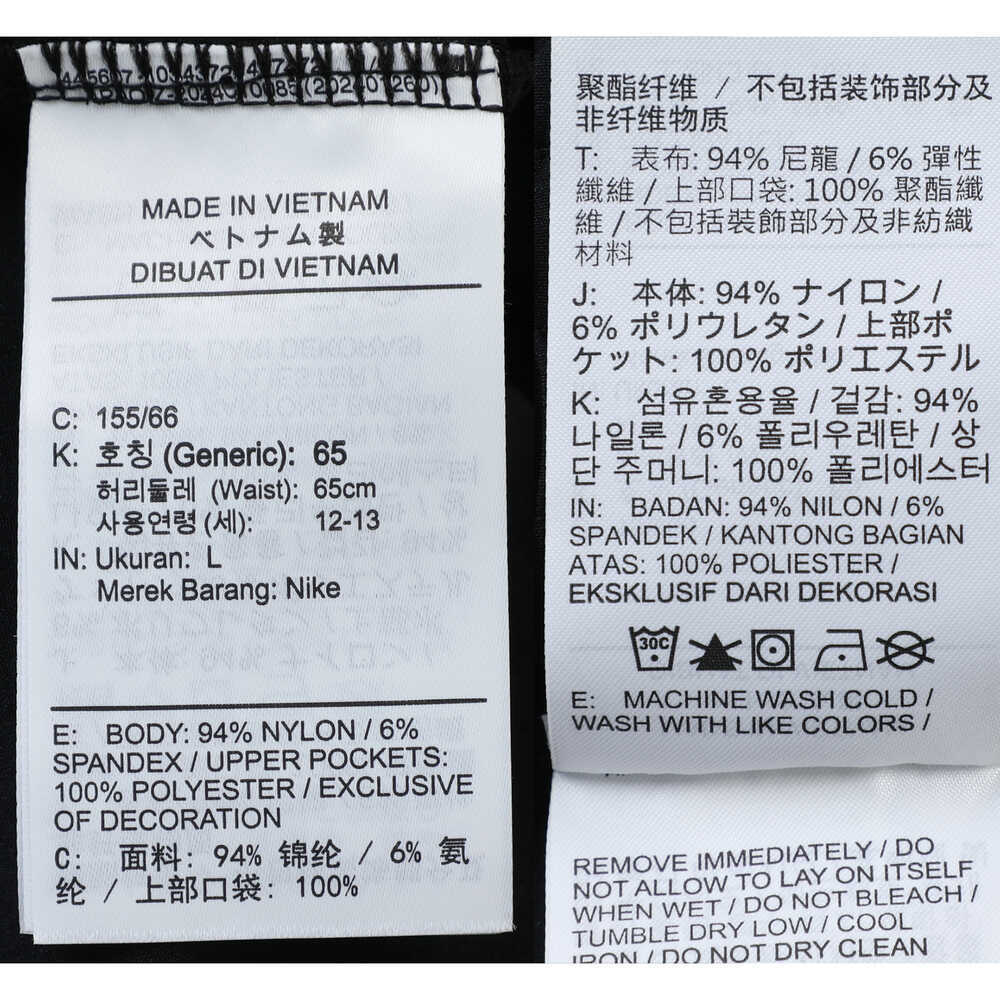 MADE IN VIETNAM
ベトナム製
DIBUAT DI VIETNAM
C: 155/66
K: 호칭 (Generic): 65
허리둘레 (Waist): 65cm
사용연령 (세): 12-13
IN: Ukuran: L
Merek Barang: Nike
E: BODY: 94% NYLON / 6%
SPANDEX / UPPER POCKETS:
100% POLYESTER / EXCLUSIVE
OF DECORATION
C: 面料: 94% 锦纶 / 6% 氨
纶 / 上部口袋: 100%
聚酯纤维 / 不包括装饰部分及
非纤维物质
T: 表布: 94% 尼龍 / 6% 彈性
纖維 / 上部口袋: 100% 聚酯纖
維 / 不包括裝飾部分及非紡織
材料
J: 本体: 94% ナイロン /
6% ポリウレタン / 上部ポ
ケット: 100% ポリエステル
K: 섬유혼용율 / 겉감: 94%
나일론 / 6% 폴리우레탄 / 상
단 주머니: 100% 폴리에스터
IN: BADAN: 94% NILON / 6%
SPANDEK / KANTONG BAGIAN
ATAS: 100% POLIESTER /
EKSKLUSIF DARI DEKORASI
30C
E: MACHINE WASH COLD /
WASH WITH LIKE COLORS /
REMOVE IMMEDIATELY / DO
NOT ALLOW TO LAY ON ITSELF
WHEN WET / DO NOT BLEACH /
TUMBLE DRY LOW / COOL
IRON / DO NOT DRY CLEAN